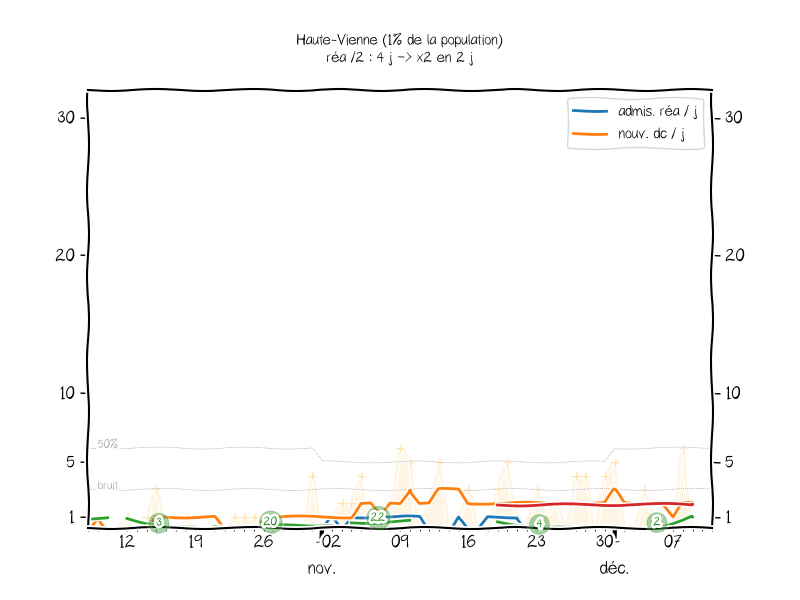 Haute-Vienne (1% de la population)
réa /2 : 4 j -> x2 en 2 j
admis. réa / j
nouv. dc / j
30 30
20 20
10 10
50%
5 5
bruit
1 1
3 20 22 4 2
12 19 26 02 09 16 23 30 07
nov. déc.